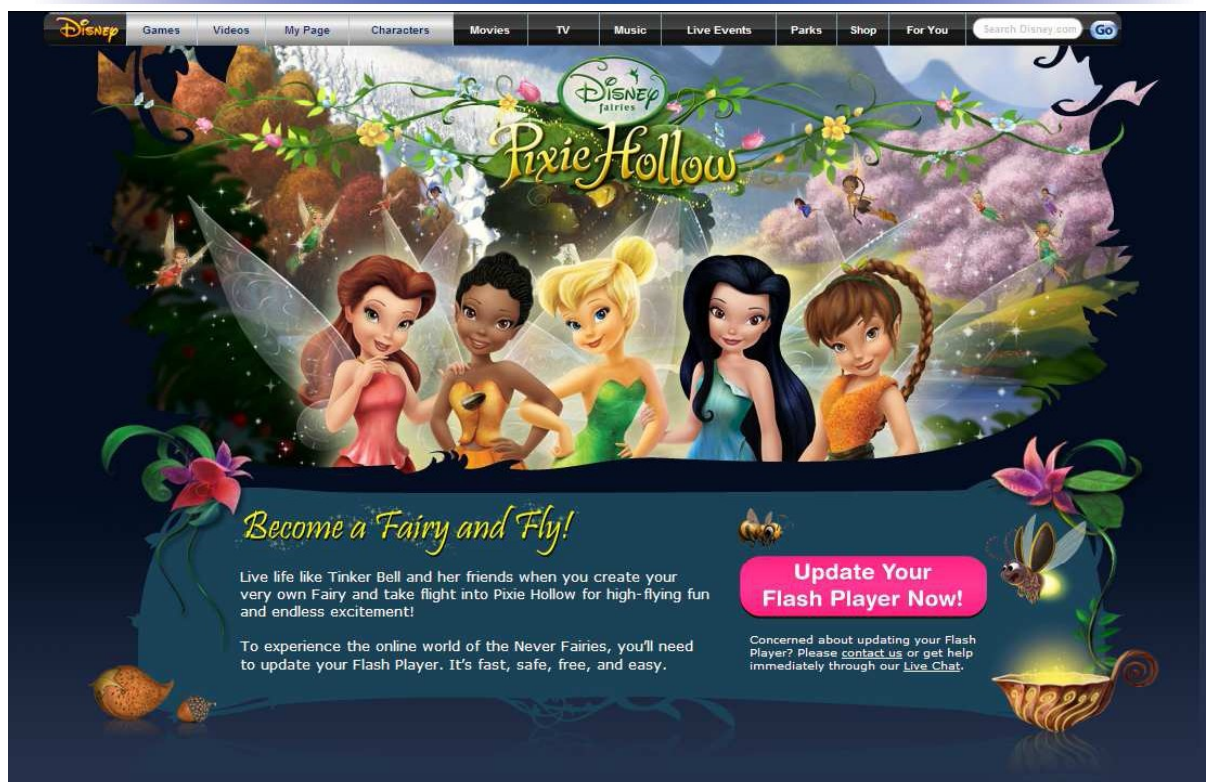 Disney Games Videos My Page Characters Movies TV Music Live Events Parks Shop For You Search Disney.com Go
Disney
fairies
Pixie Hollow
Become a Fairy and Fly!
Live life like Tinker Bell and her friends when you create your
very own Fairy and take flight into Pixie Hollow for high-flying fun
and endless excitement!
To experience the online world of the Never Fairies, you'll need
to update your Flash Player. It's fast, safe, free, and easy.
Update Your
Flash Player Now!
Concerned about updating your Flash
Player? Please contact us or get help
immediately through our Live Chat.